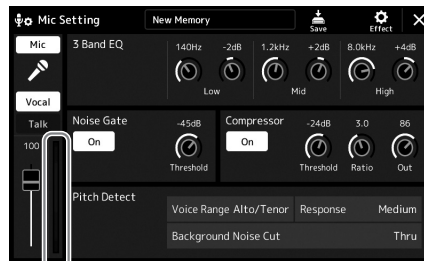 Mic Setting
New Memory
Save
Effect
Mic
Vocal
Talk
100
3 Band EQ
140Hz -2dB 1.2kHz +2dB 8.0kHz +4dB
Low Mid High
Noise Gate
On
-45dB
Threshold
Compressor
On
-24dB 3.0 86
Threshold Ratio Out
Pitch Detect
Voice Range Alto/Tenor Response Medium
Background Noise Cut Thru